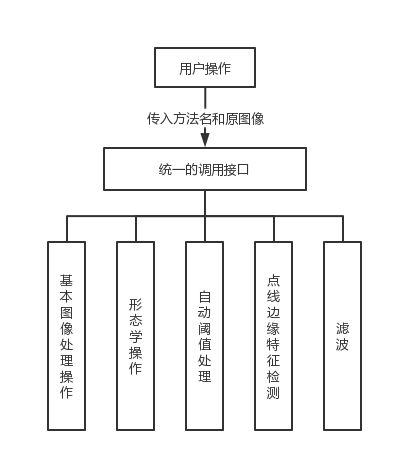 用户操作
传入方法名和原图像
统一的调用接口
基本图像处理操作
形态学操作
自动阈值处理
点线边缘特征检测
滤波